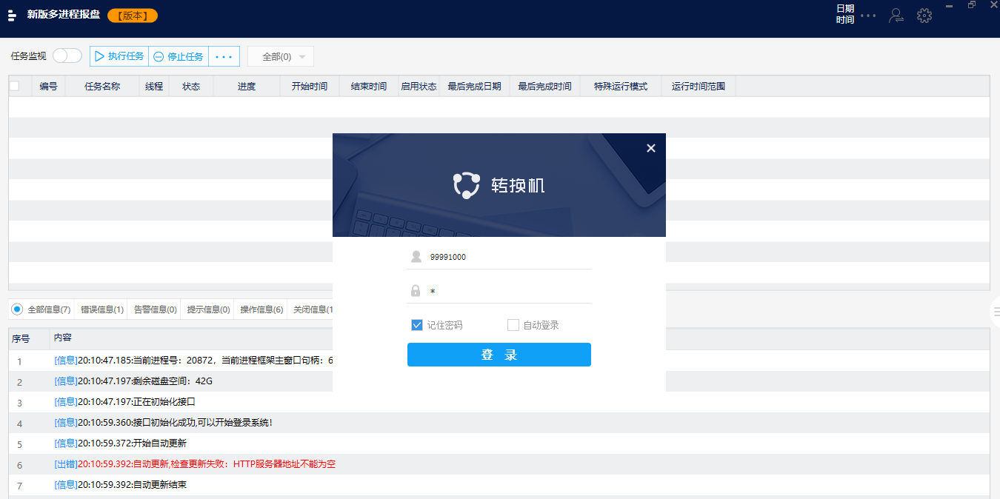 新版多进程报盘 【版本】
日期
时间
任务监视 执行任务 停止任务 ··· 全部(0)
编号 任务名称 线程 状态 进度 开始时间 结束时间 启用状态 最后完成日期 最后完成时间 特殊运行模式 运行时间范围
转换机
99991000
*
记住密码 自动登录
登 录
全部信息(7) 错误信息(1) 告警信息(0) 提示信息(0) 操作信息(6) 关闭信息(1
序号 内容
1 [信息]20:10:47.185:当前进程号：20872，当前进程框架主窗口句柄：6
2 [信息]20:10:47.197:剩余磁盘空间：42G
3 [信息]20:10:47.197:正在初始化接口
4 [信息]20:10:59.360:接口初始化成功,可以开始登录系统!
5 [信息]20:10:59.372:开始自动更新
6 [出错]20:10:59.392:自动更新,检查更新失败：HTTP服务器地址不能为空
7 [信息]20:10:59.392:自动更新结束